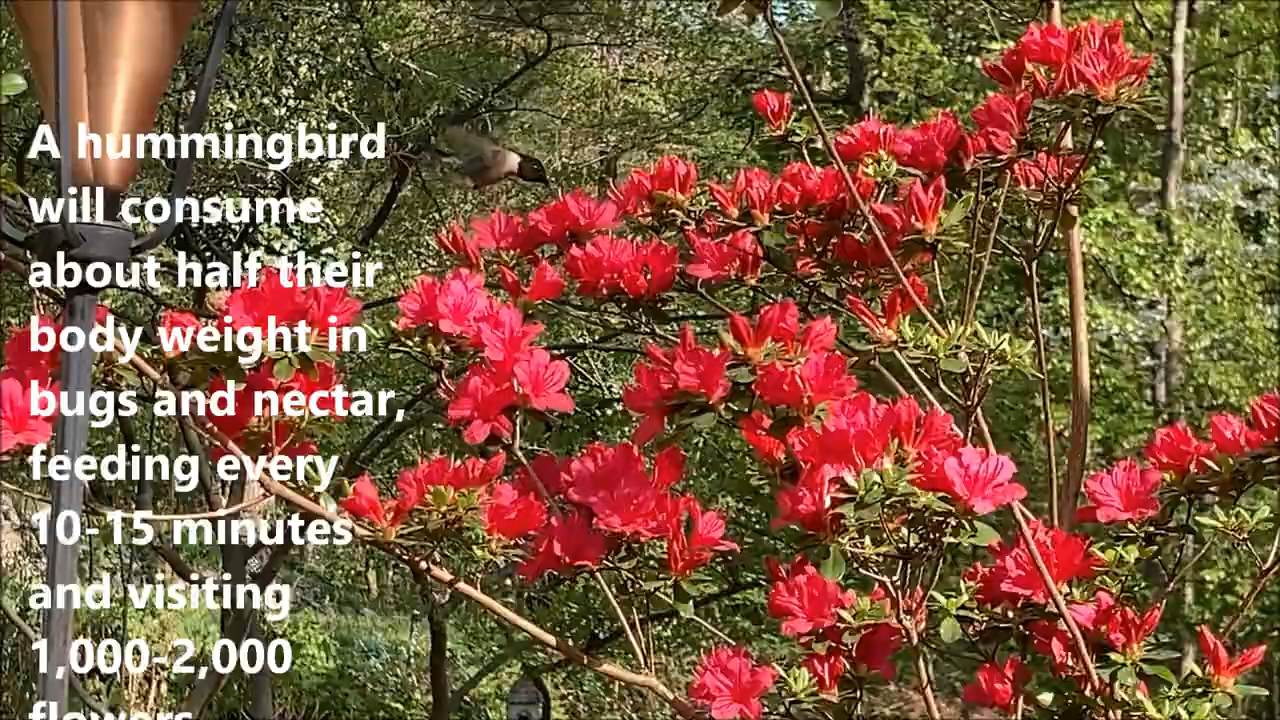 A hummingbird
will consume
about half their
body weight in
bugs and nectar,
feeding every
10-15 minutes
and visiting
1,000-2,000
flowers